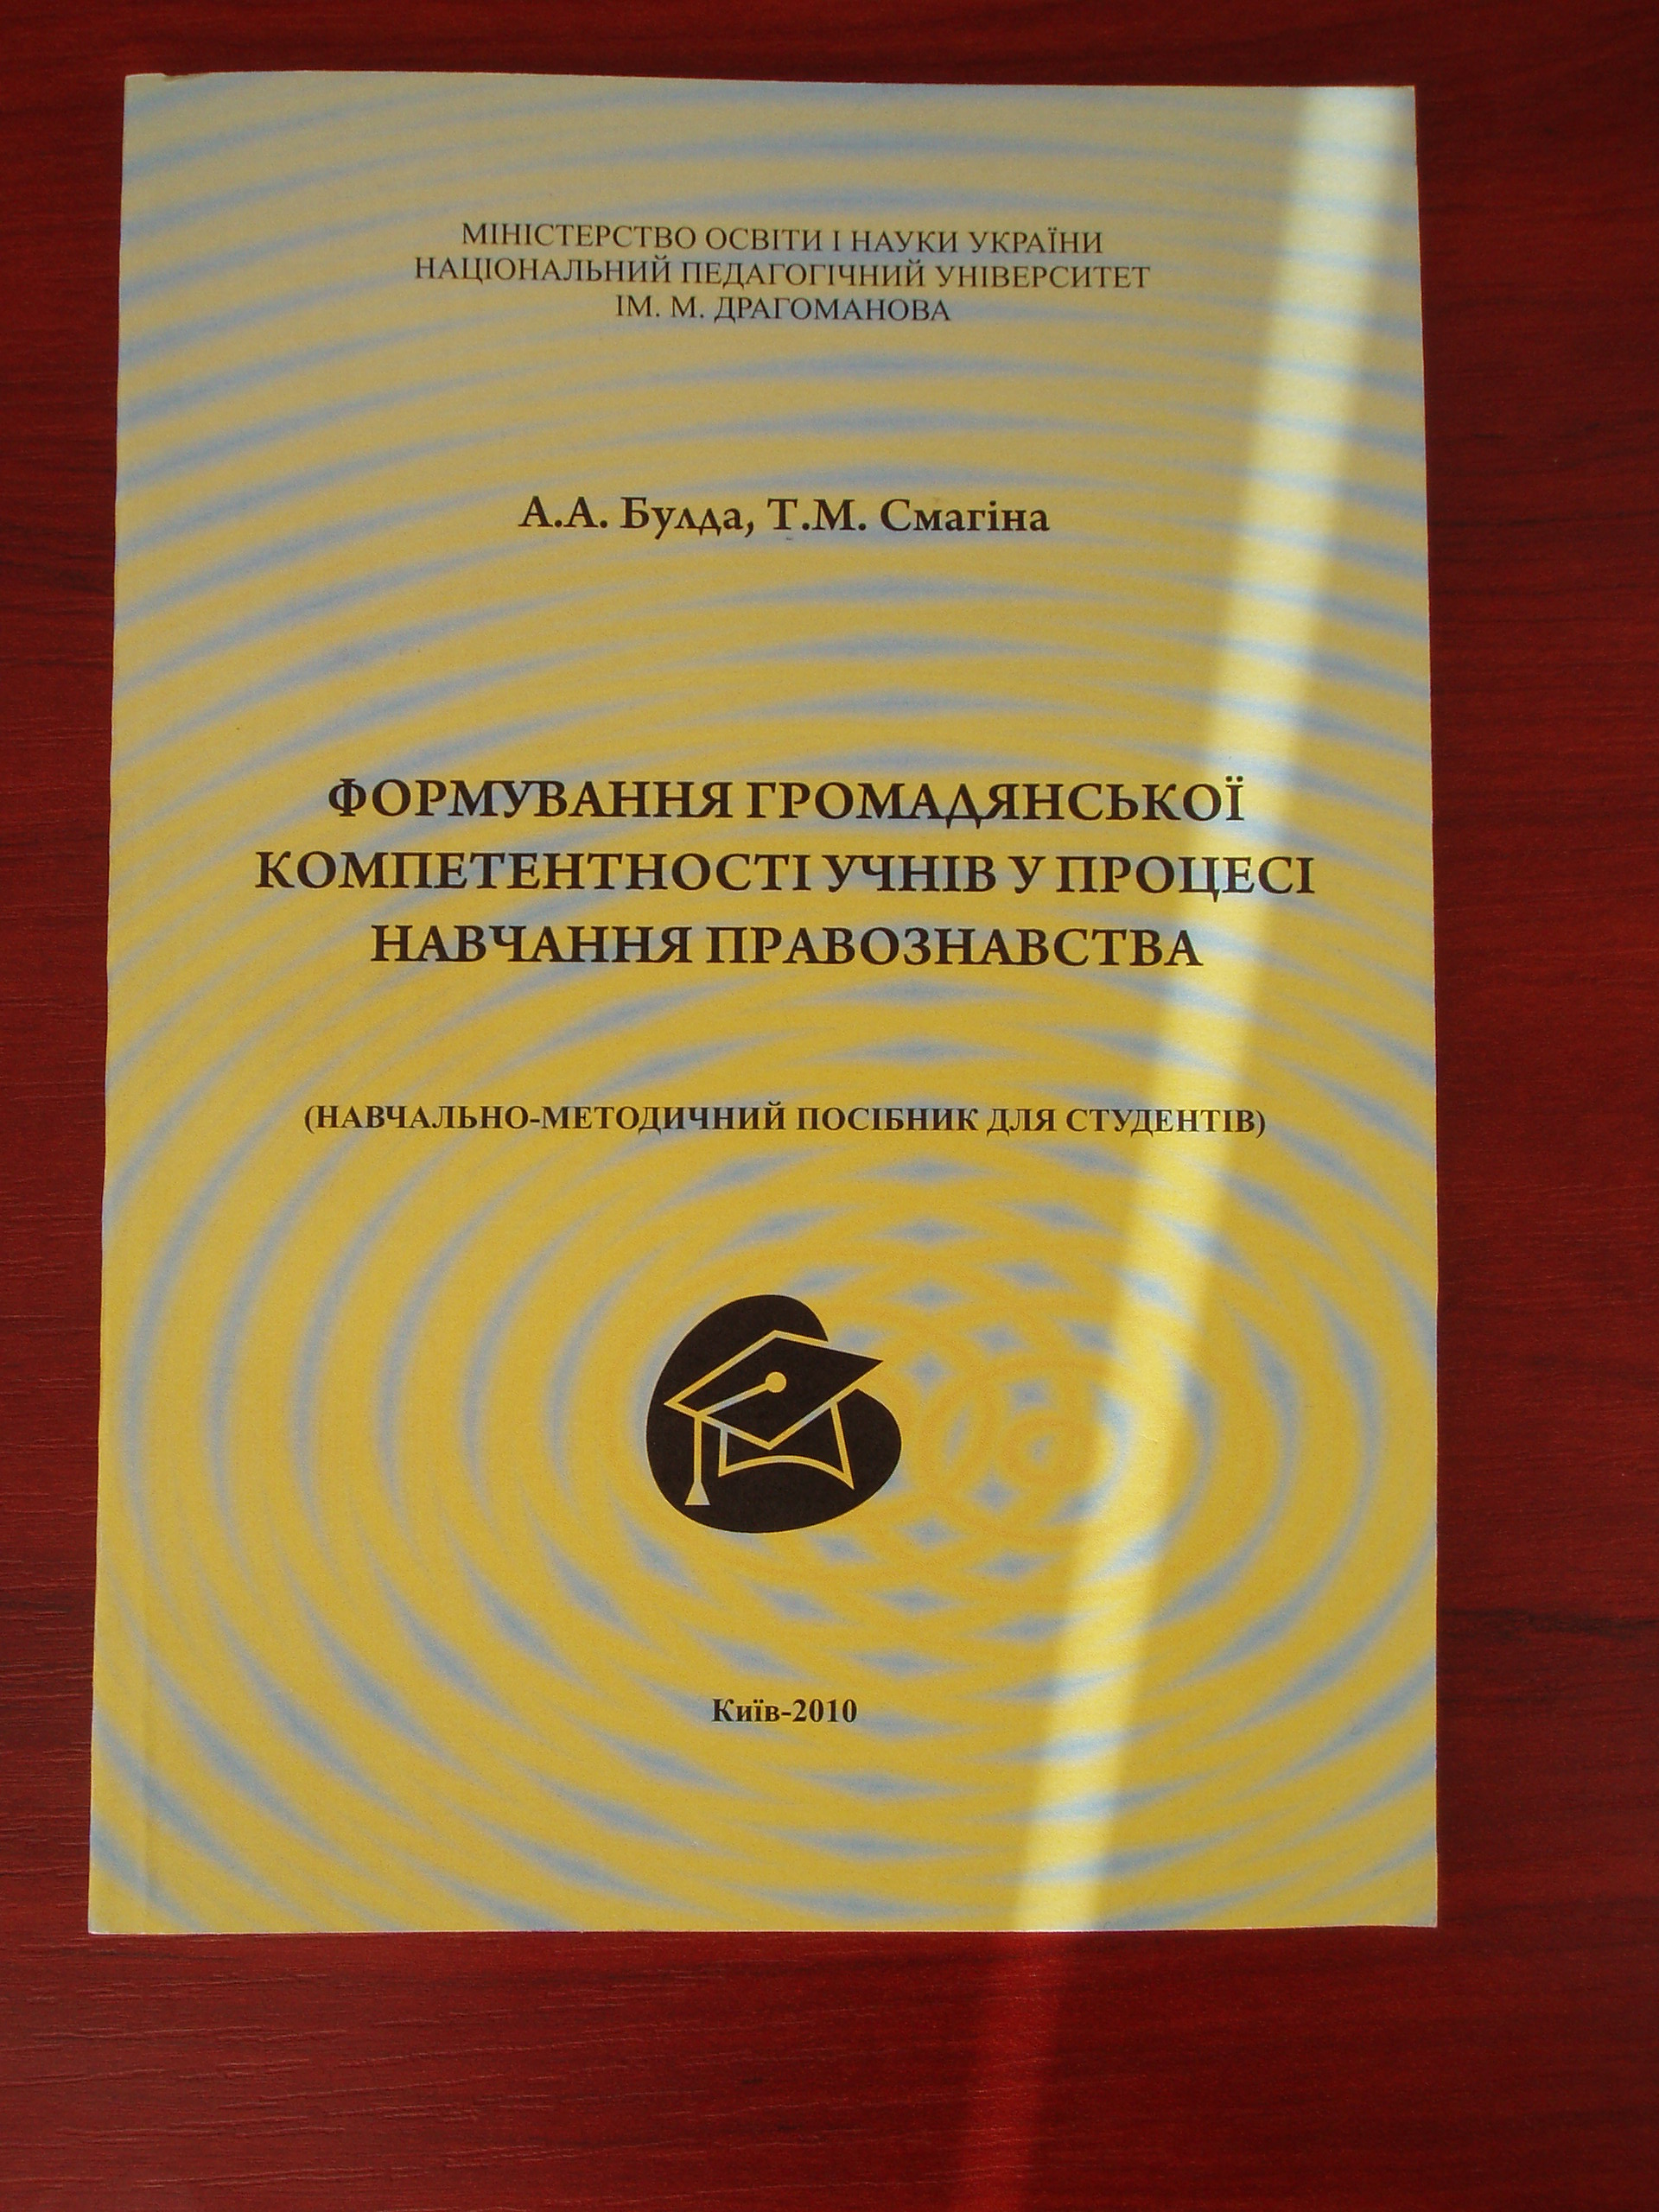 МІНІСТЕРСТВО ОСВІТИ І НАУКИ УКРАЇНИ
НАЦІОНАЛЬНИЙ ПЕДАГОГІЧНИЙ УНІВЕРСИТЕТ
ІМ. М. ДРАГОМАНОВА
А.А. Булда, Т.М. Смагіна
ФОРМУВАННЯ ГРОМАДЯНСЬКОЇ
КОМПЕТЕНТНОСТІ УЧНІВ У ПРОЦЕСІ
НАВЧАННЯ ПРАВОЗНАВСТВА
(НАВЧАЛЬНО-МЕТОДИЧНИЙ ПОСІБНИК ДЛЯ СТУДЕНТІВ)
Київ-2010